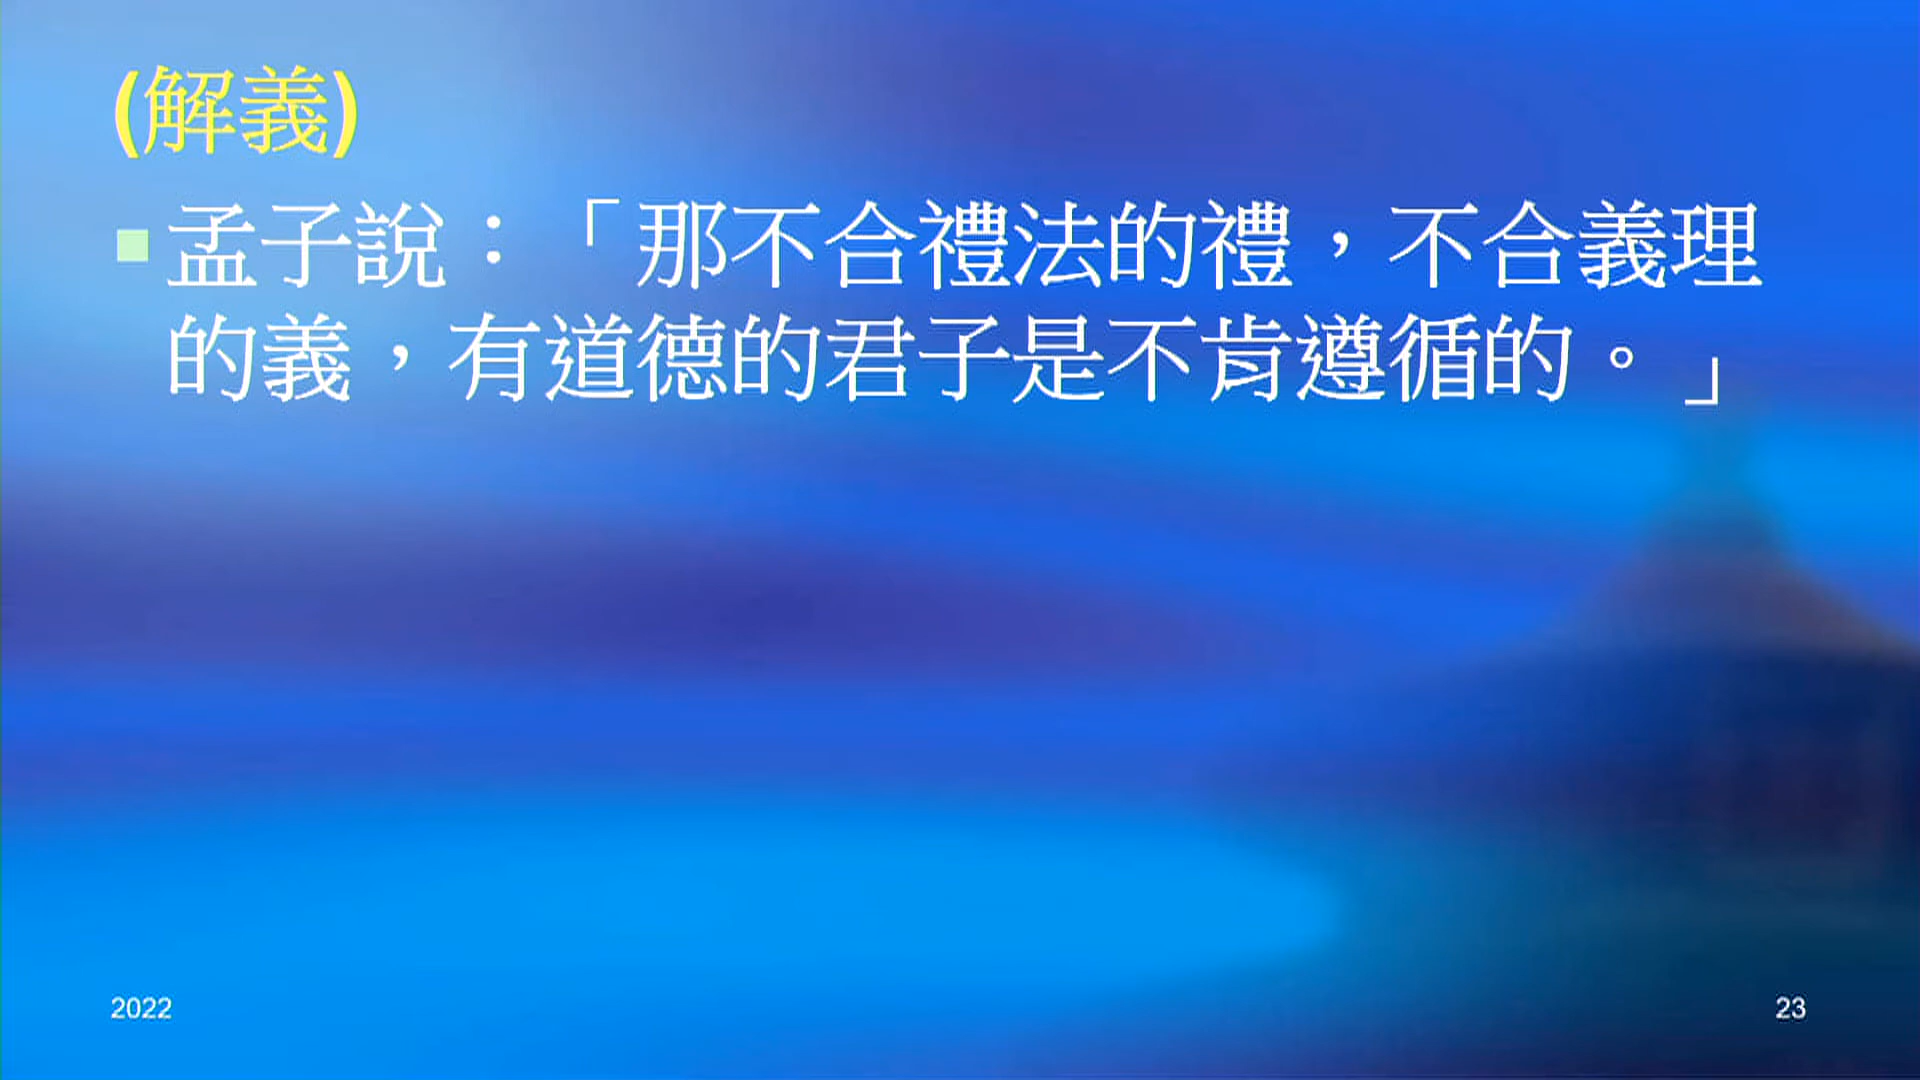 (解義)
孟子說：「那不合禮法的禮，不合義理
的義，有道德的君子是不肯遵循的。」
2022
23